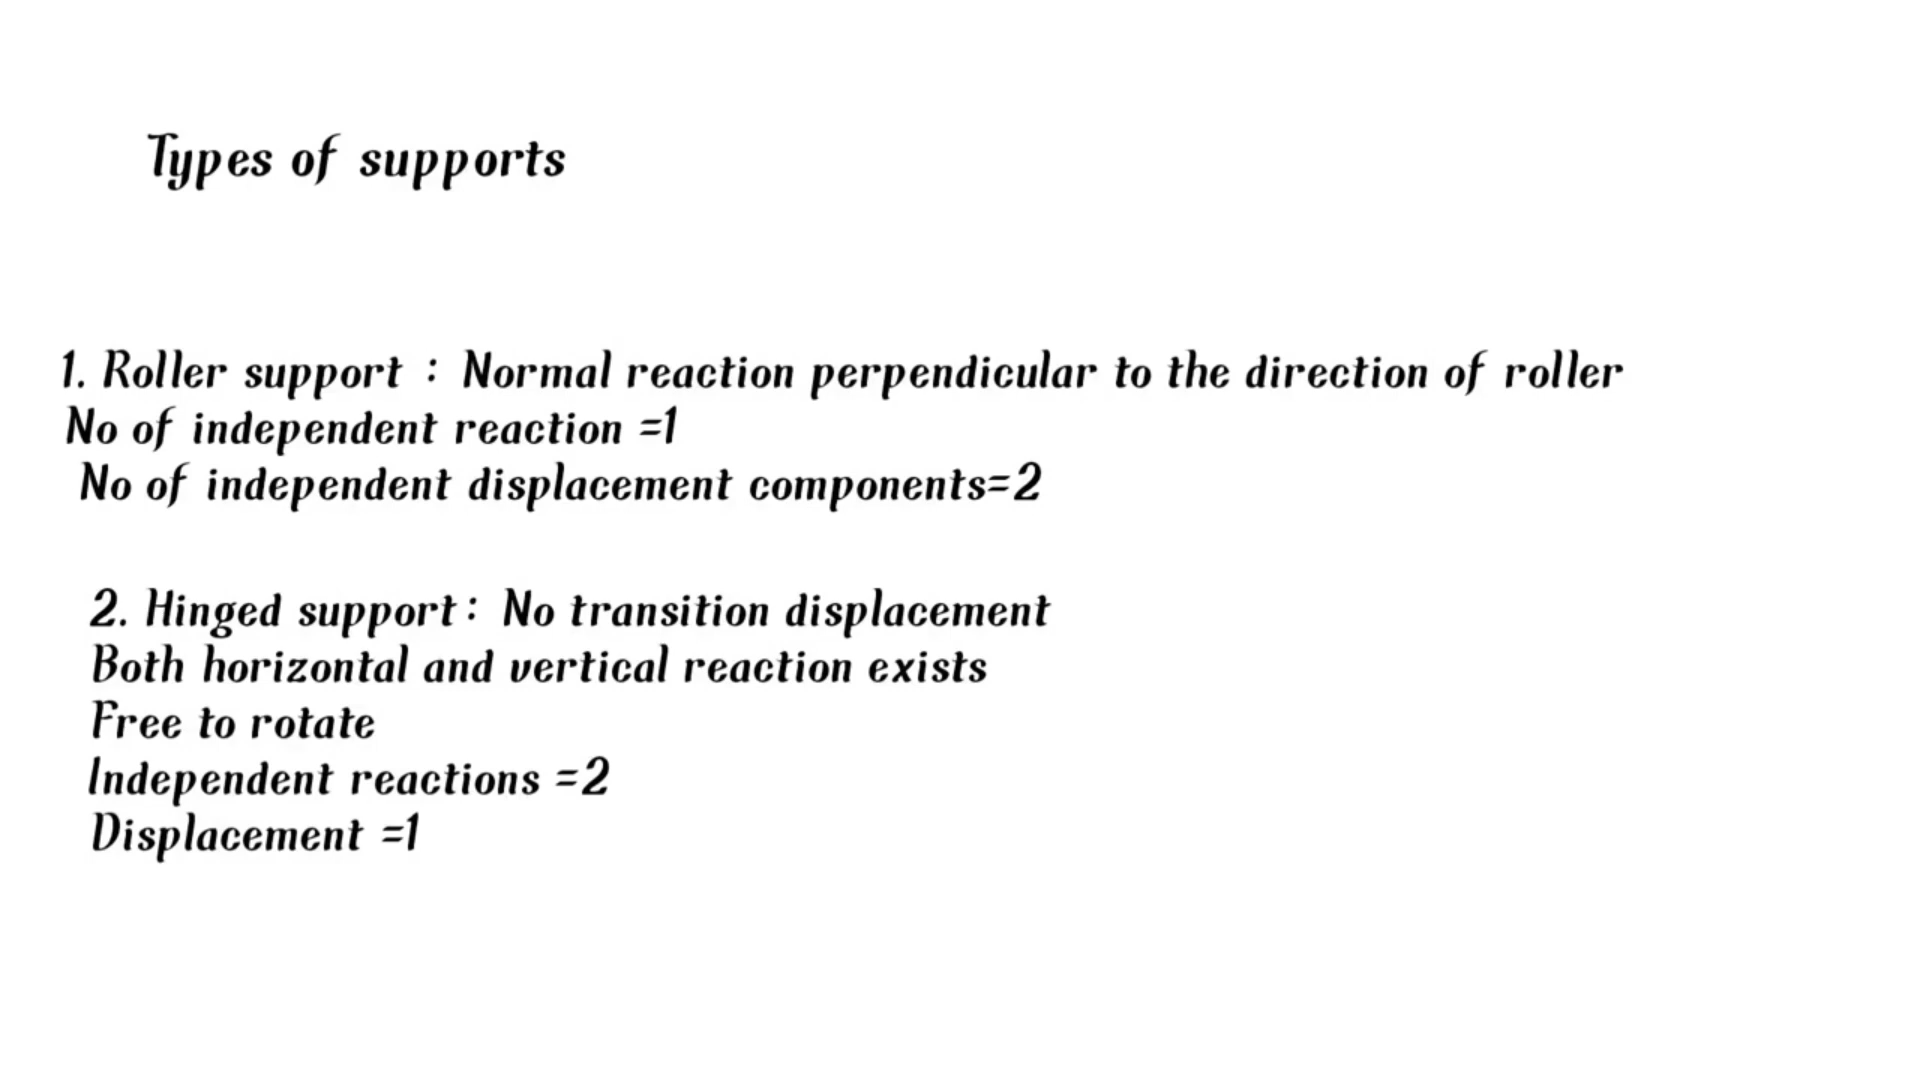 Types of supports
1. Roller support : Normal reaction perpendicular to the direction of roller
No of independent reaction =1
No of independent displacement components=2
2. Hinged support: No transition displacement
Both horizontal and vertical reaction exists
Free to rotate
Independent reactions =2
Displacement =1